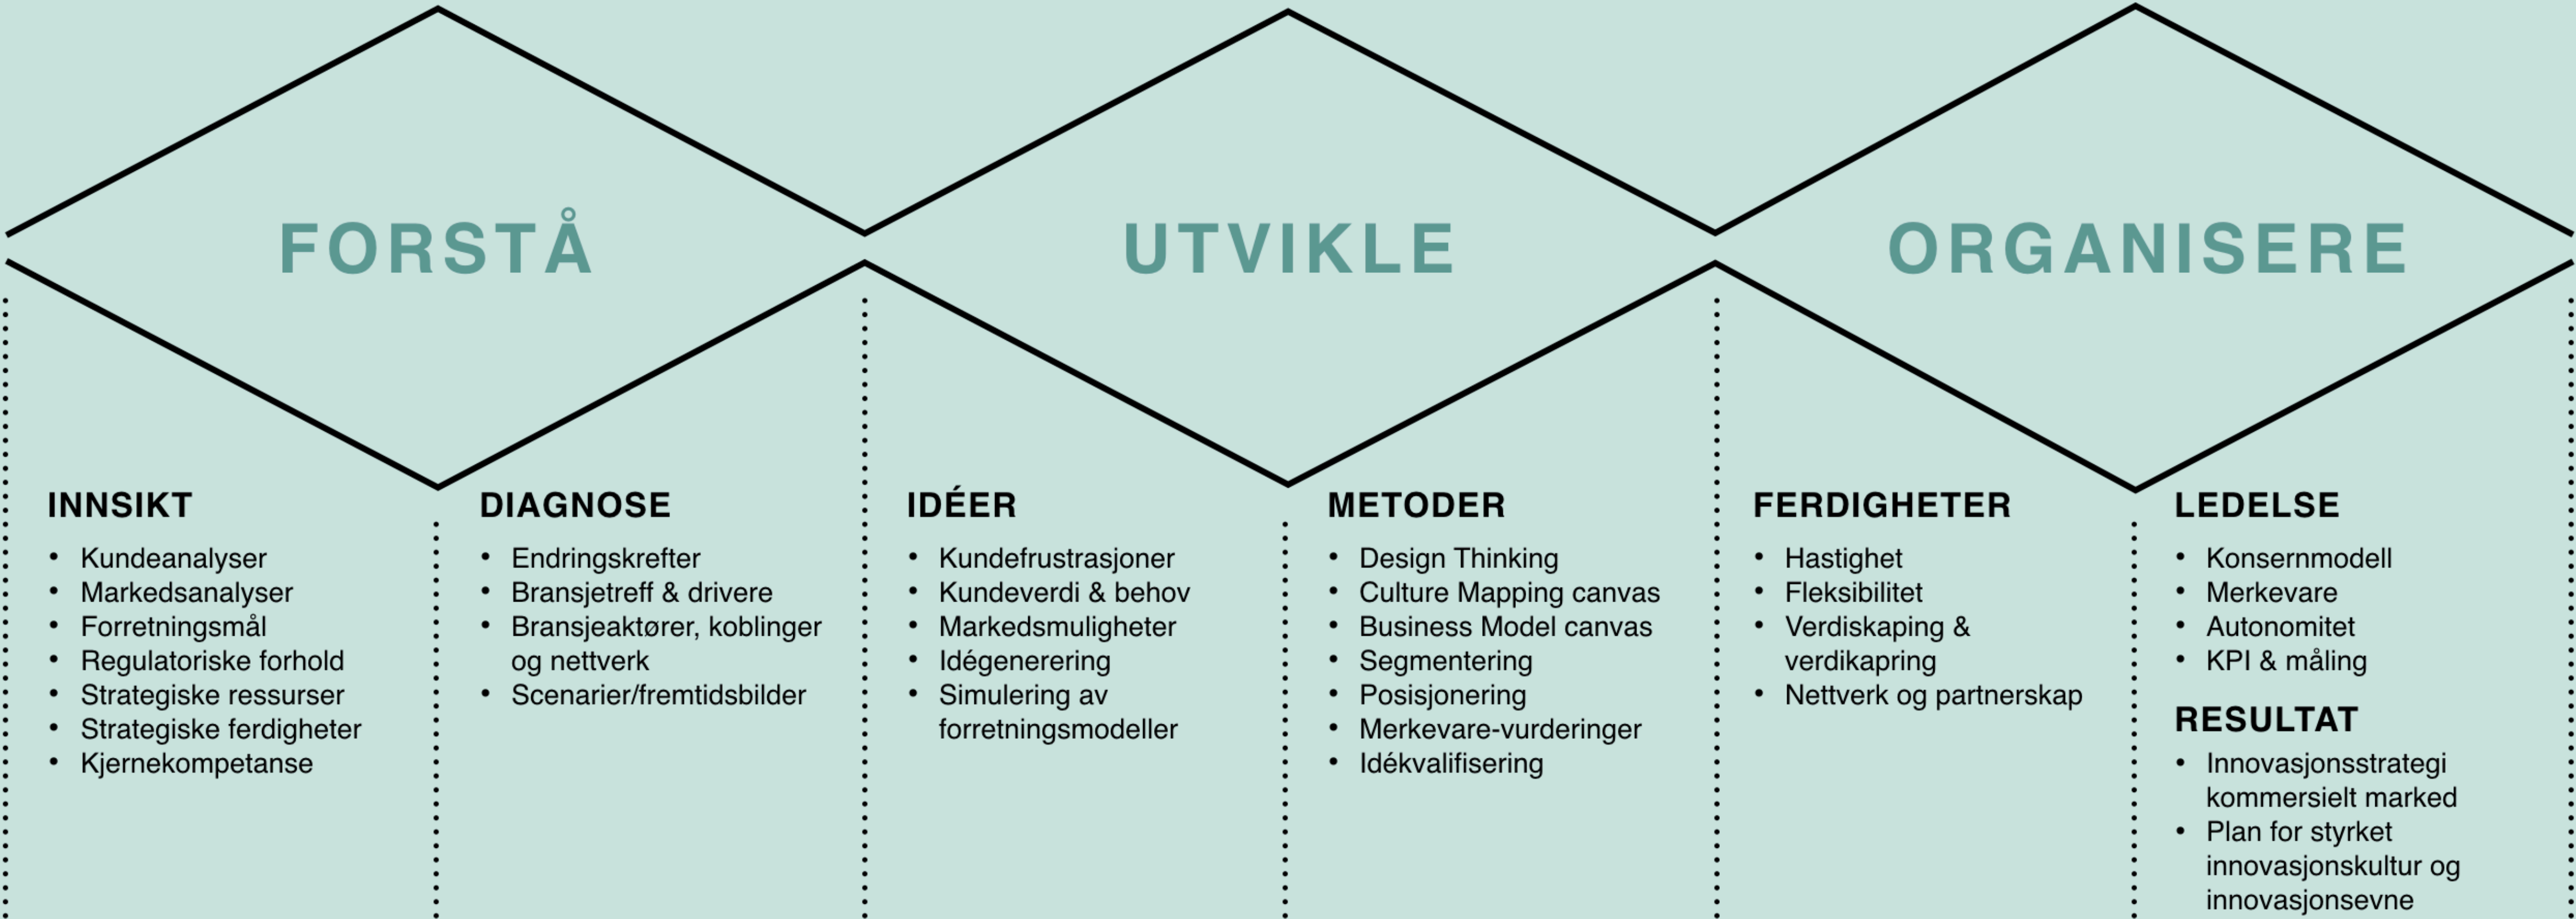 FORSTÅ
UTVIKLE
ORGANISERE
INNSIKT
• Kundeanalyser
• Markedsanalyser
• Forretningsmål
• Regulatoriske forhold
• Strategiske ressurser
• Strategiske ferdigheter
• Kjernekompetanse
DIAGNOSE
• Endringskrefter
• Bransjetreff & drivere
• Bransjeaktører, koblinger
og nettverk
• Scenarier/fremtidsbilder
IDÉER
• Kundefrustrasjoner
• Kundeverdi & behov
• Markedsmuligheter
• Idégenerering
• Simulering av
forretningsmodeller
METODER
• Design Thinking
• Culture Mapping canvas
• Business Model canvas
• Segmentering
• Posisjonering
• Merkevare-vurderinger
• Idékvalifisering
FERDIGHETER
• Hastighet
• Fleksibilitet
• Verdiskaping &
verdikapring
• Nettverk og partnerskap
LEDELSE
• Konsernmodell
• Merkevare
• Autonomitet
• KPI & måling
RESULTAT
• Innovasjonsstrategi
kommersielt marked
• Plan for styrket
innovasjonskultur og
innovasjonsevne